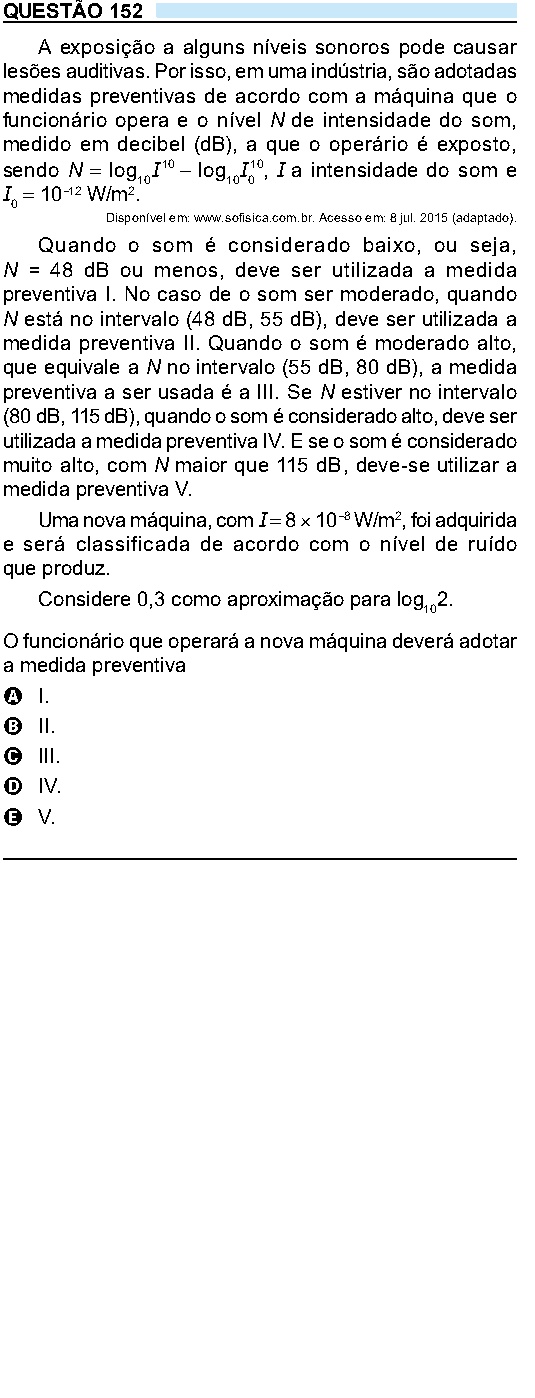 QUESTÃO 152
A exposição a alguns níveis sonoros pode causar
lesões auditivas. Por isso, em uma indústria, são adotadas
medidas preventivas de acordo com a máquina que o
funcionário opera e o nível N de intensidade do som,
medido em decibel (dB), a que o operário é exposto,
sendo N = log₁₀I¹⁰ – log₁₀I₀¹⁰, I a intensidade do som e
I₀ = 10⁻¹² W/m².
Disponível em: www.sofisica.com.br. Acesso em: 8 jul. 2015 (adaptado).
Quando o som é considerado baixo, ou seja,
N = 48 dB ou menos, deve ser utilizada a medida
preventiva I. No caso de o som ser moderado, quando
N está no intervalo (48 dB, 55 dB), deve ser utilizada a
medida preventiva II. Quando o som é moderado alto,
que equivale a N no intervalo (55 dB, 80 dB), a medida
preventiva a ser usada é a III. Se N estiver no intervalo
(80 dB, 115 dB), quando o som é considerado alto, deve ser
utilizada a medida preventiva IV. E se o som é considerado
muito alto, com N maior que 115 dB, deve-se utilizar a
medida preventiva V.
Uma nova máquina, com I = 8 × 10⁻⁸ W/m², foi adquirida
e será classificada de acordo com o nível de ruído
que produz.
Considere 0,3 como aproximação para log₁₀2.
O funcionário que operará a nova máquina deverá adotar
a medida preventiva
A I.
B II.
C III.
D IV.
E V.